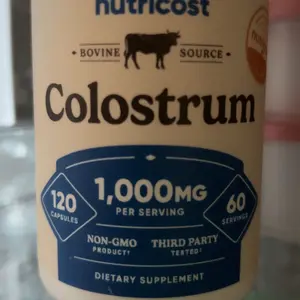 nutricost
BOVINE SOURCE
Colostrum
1,000MG
PER SERVING
120
CAPSULES
60
SERVINGS
NON-GMO
PRODUCT†
THIRD PARTY
TESTED†
DIETARY SUPPLEMENT